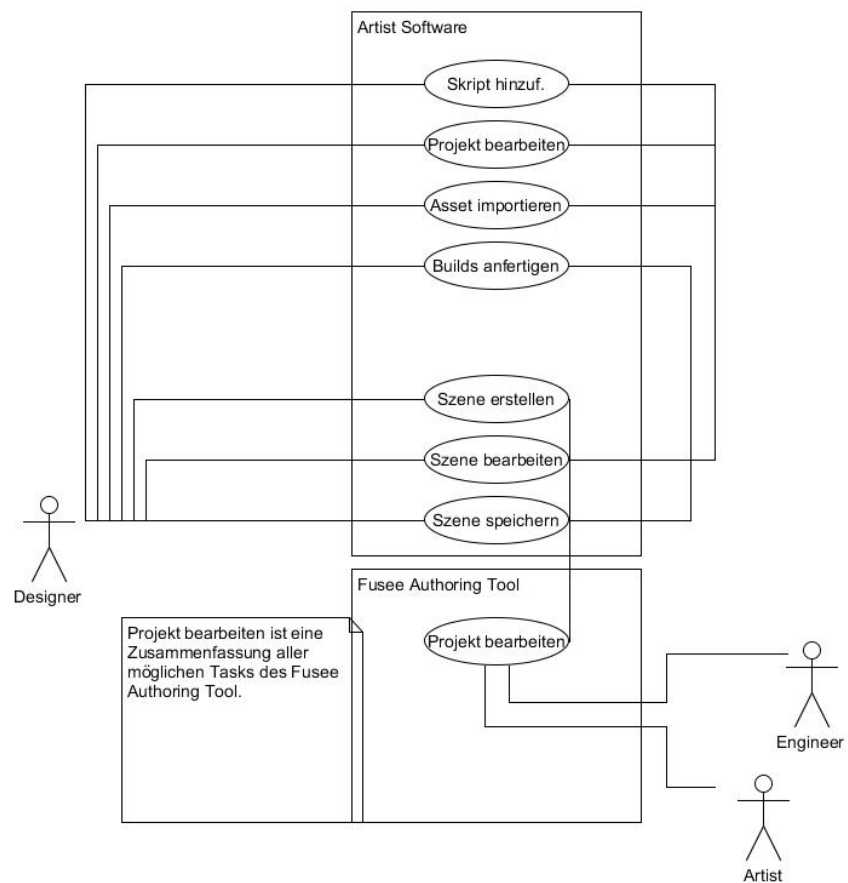 Artist Software
Skript hinzuf.
Projekt bearbeiten
Asset importieren
Builds anfertigen
Szene erstellen
Szene bearbeiten
Szene speichern
Designer
Fusee Authoring Tool
Projekt bearbeiten
Projekt bearbeiten ist eine
Zusammenfassung aller
möglichen Tasks des Fusee
Authoring Tool.
Engineer
Artist